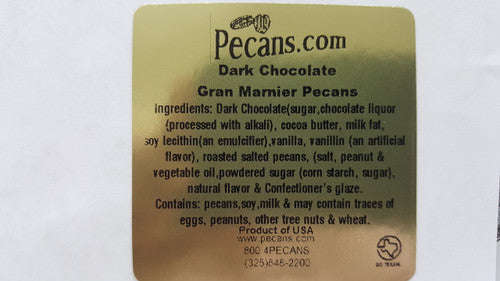 Pecans.com
Dark Chocolate
Gran Marnier Pecans
Ingredients: Dark Chocolate(sugar,chocolate liquor
(processed with alkali), cocoa butter, milk fat,
soy lecithin(an emulcifier),vanilla, vanillin (an artificial
flavor), roasted salted pecans, (salt, peanut &
vegetable oil,powdered sugar (corn starch, sugar),
natural flavor & Confectioner's glaze.
Contains: pecans,soy,milk & may contain traces of
eggs, peanuts, other tree nuts & wheat.
Product of USA
www.pecans.com
800 4PECANS
(325)648-2200
GO TEXAN.